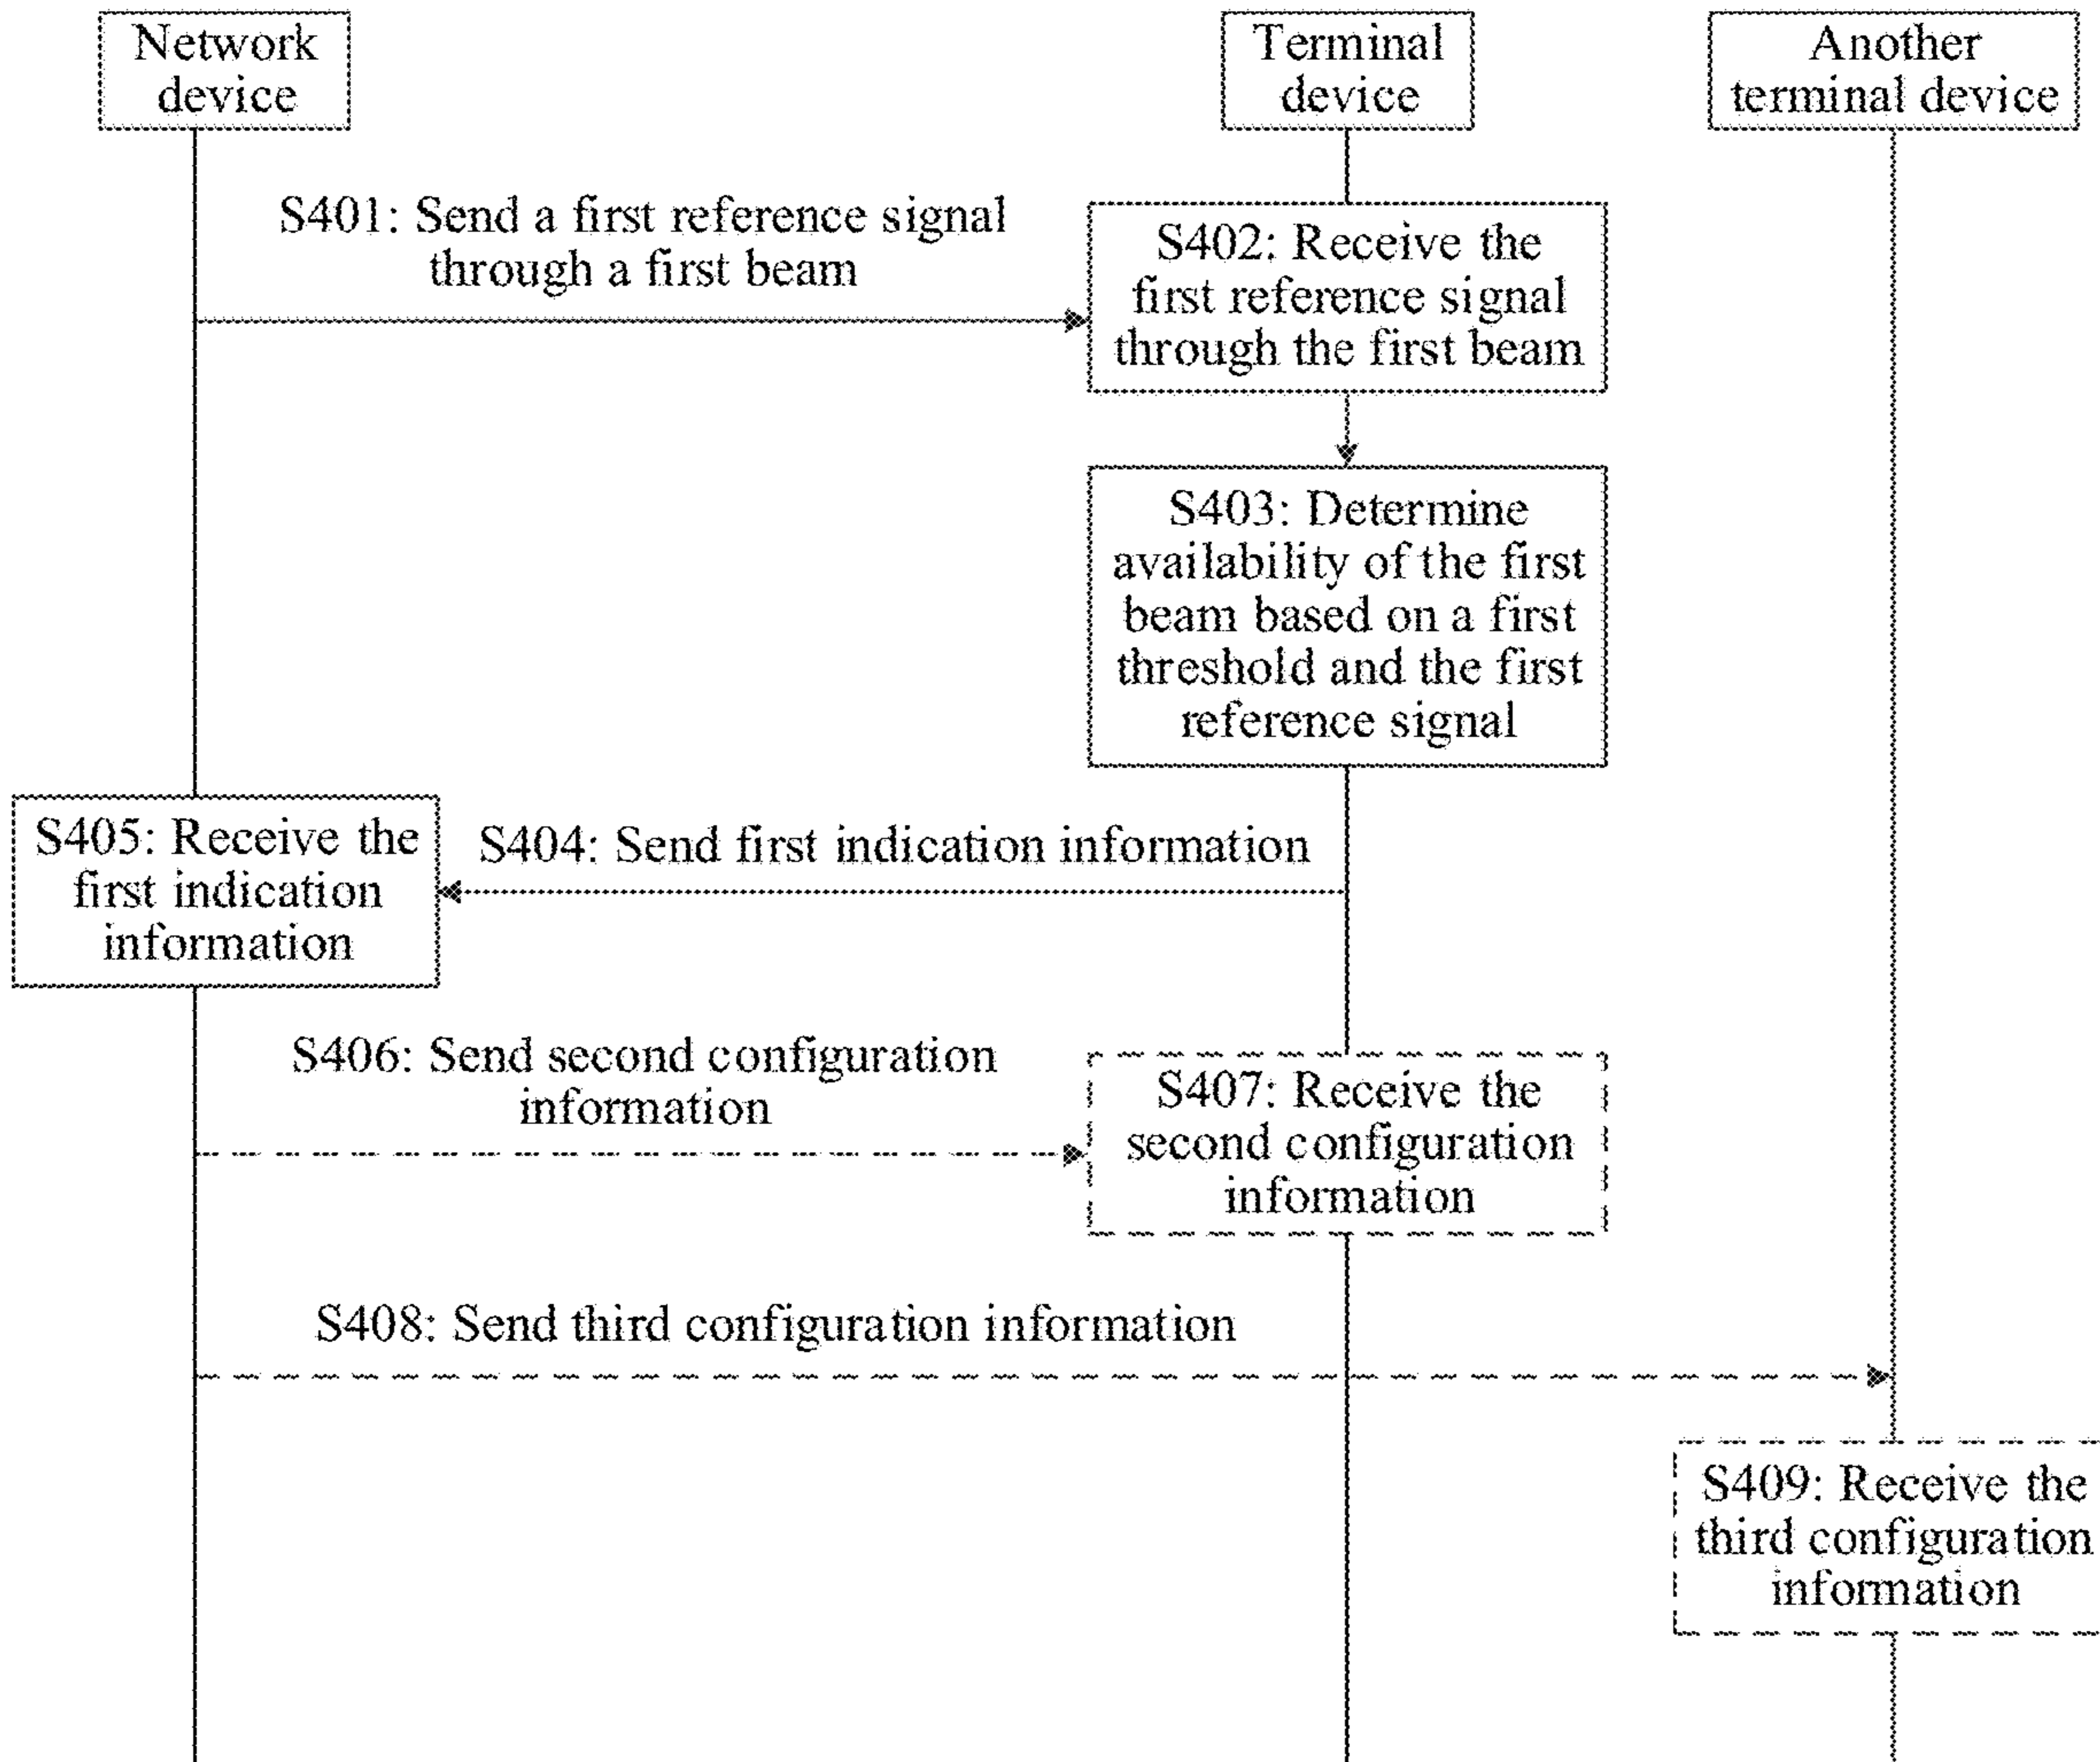 Network
device
Terminal
device
Another
terminal device
S401: Send a first reference signal
through a first beam
S402: Receive the
first reference signal
through the first beam
S403: Determine
availability of the first
beam based on a first
threshold and the first
reference signal
S404: Send first indication information
S405: Receive the
first indication
information
S406: Send second configuration
information
S407: Receive the
second configuration
information
S408: Send third configuration information
S409: Receive the
third configuration
information